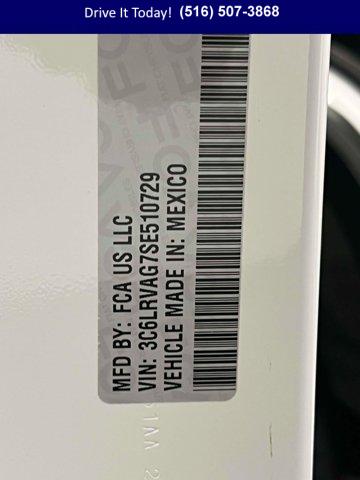 Drive It Today! (516) 507-3868
MFD BY: FCA US LLC
VIN: 3C6LRVAG7SE510729
VEHICLE MADE IN: MEXICO